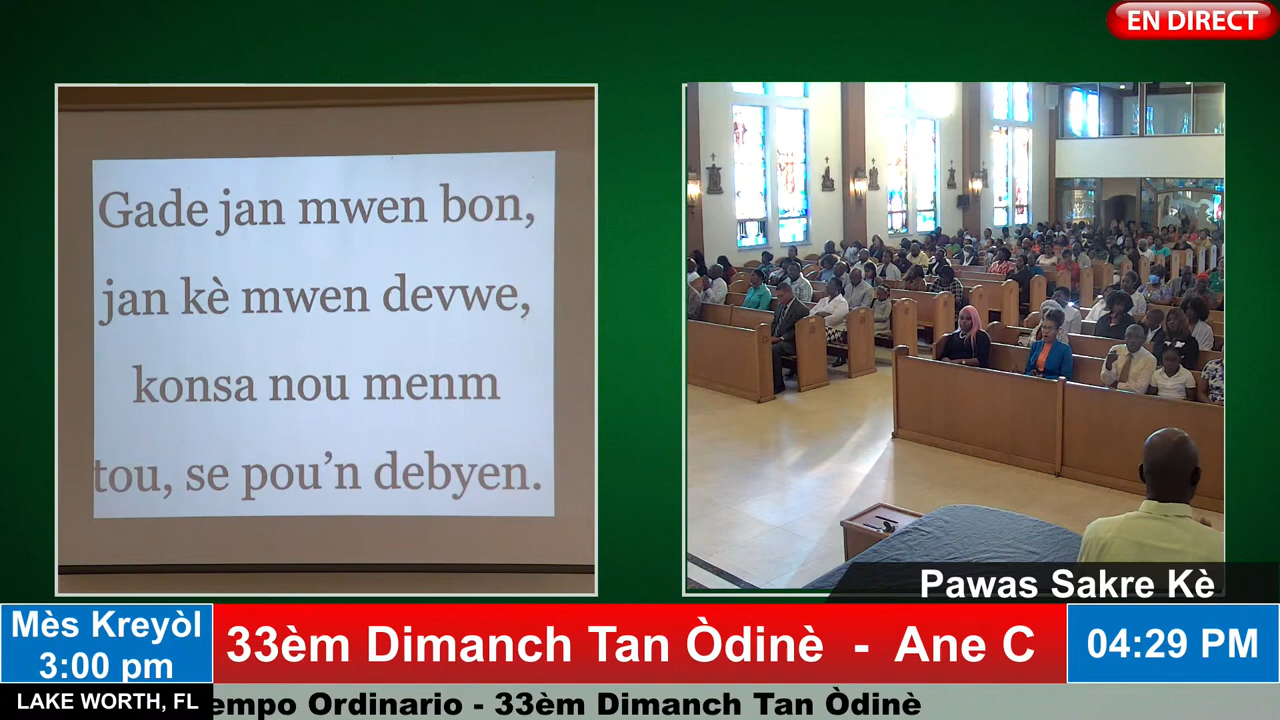 EN DIRECT
Gade jan mwen bon,
jan kè mwen devwe,
konsa nou menm
tou, se pou’n debyen.
Pawas Sakre Kè
Mès Kreyòl
3:00 pm
33èm Dimanch Tan Òdinè - Ane C
04:29 PM
LAKE WORTH, FL
empo Ordinario - 33èm Dimanch Tan Òdinè